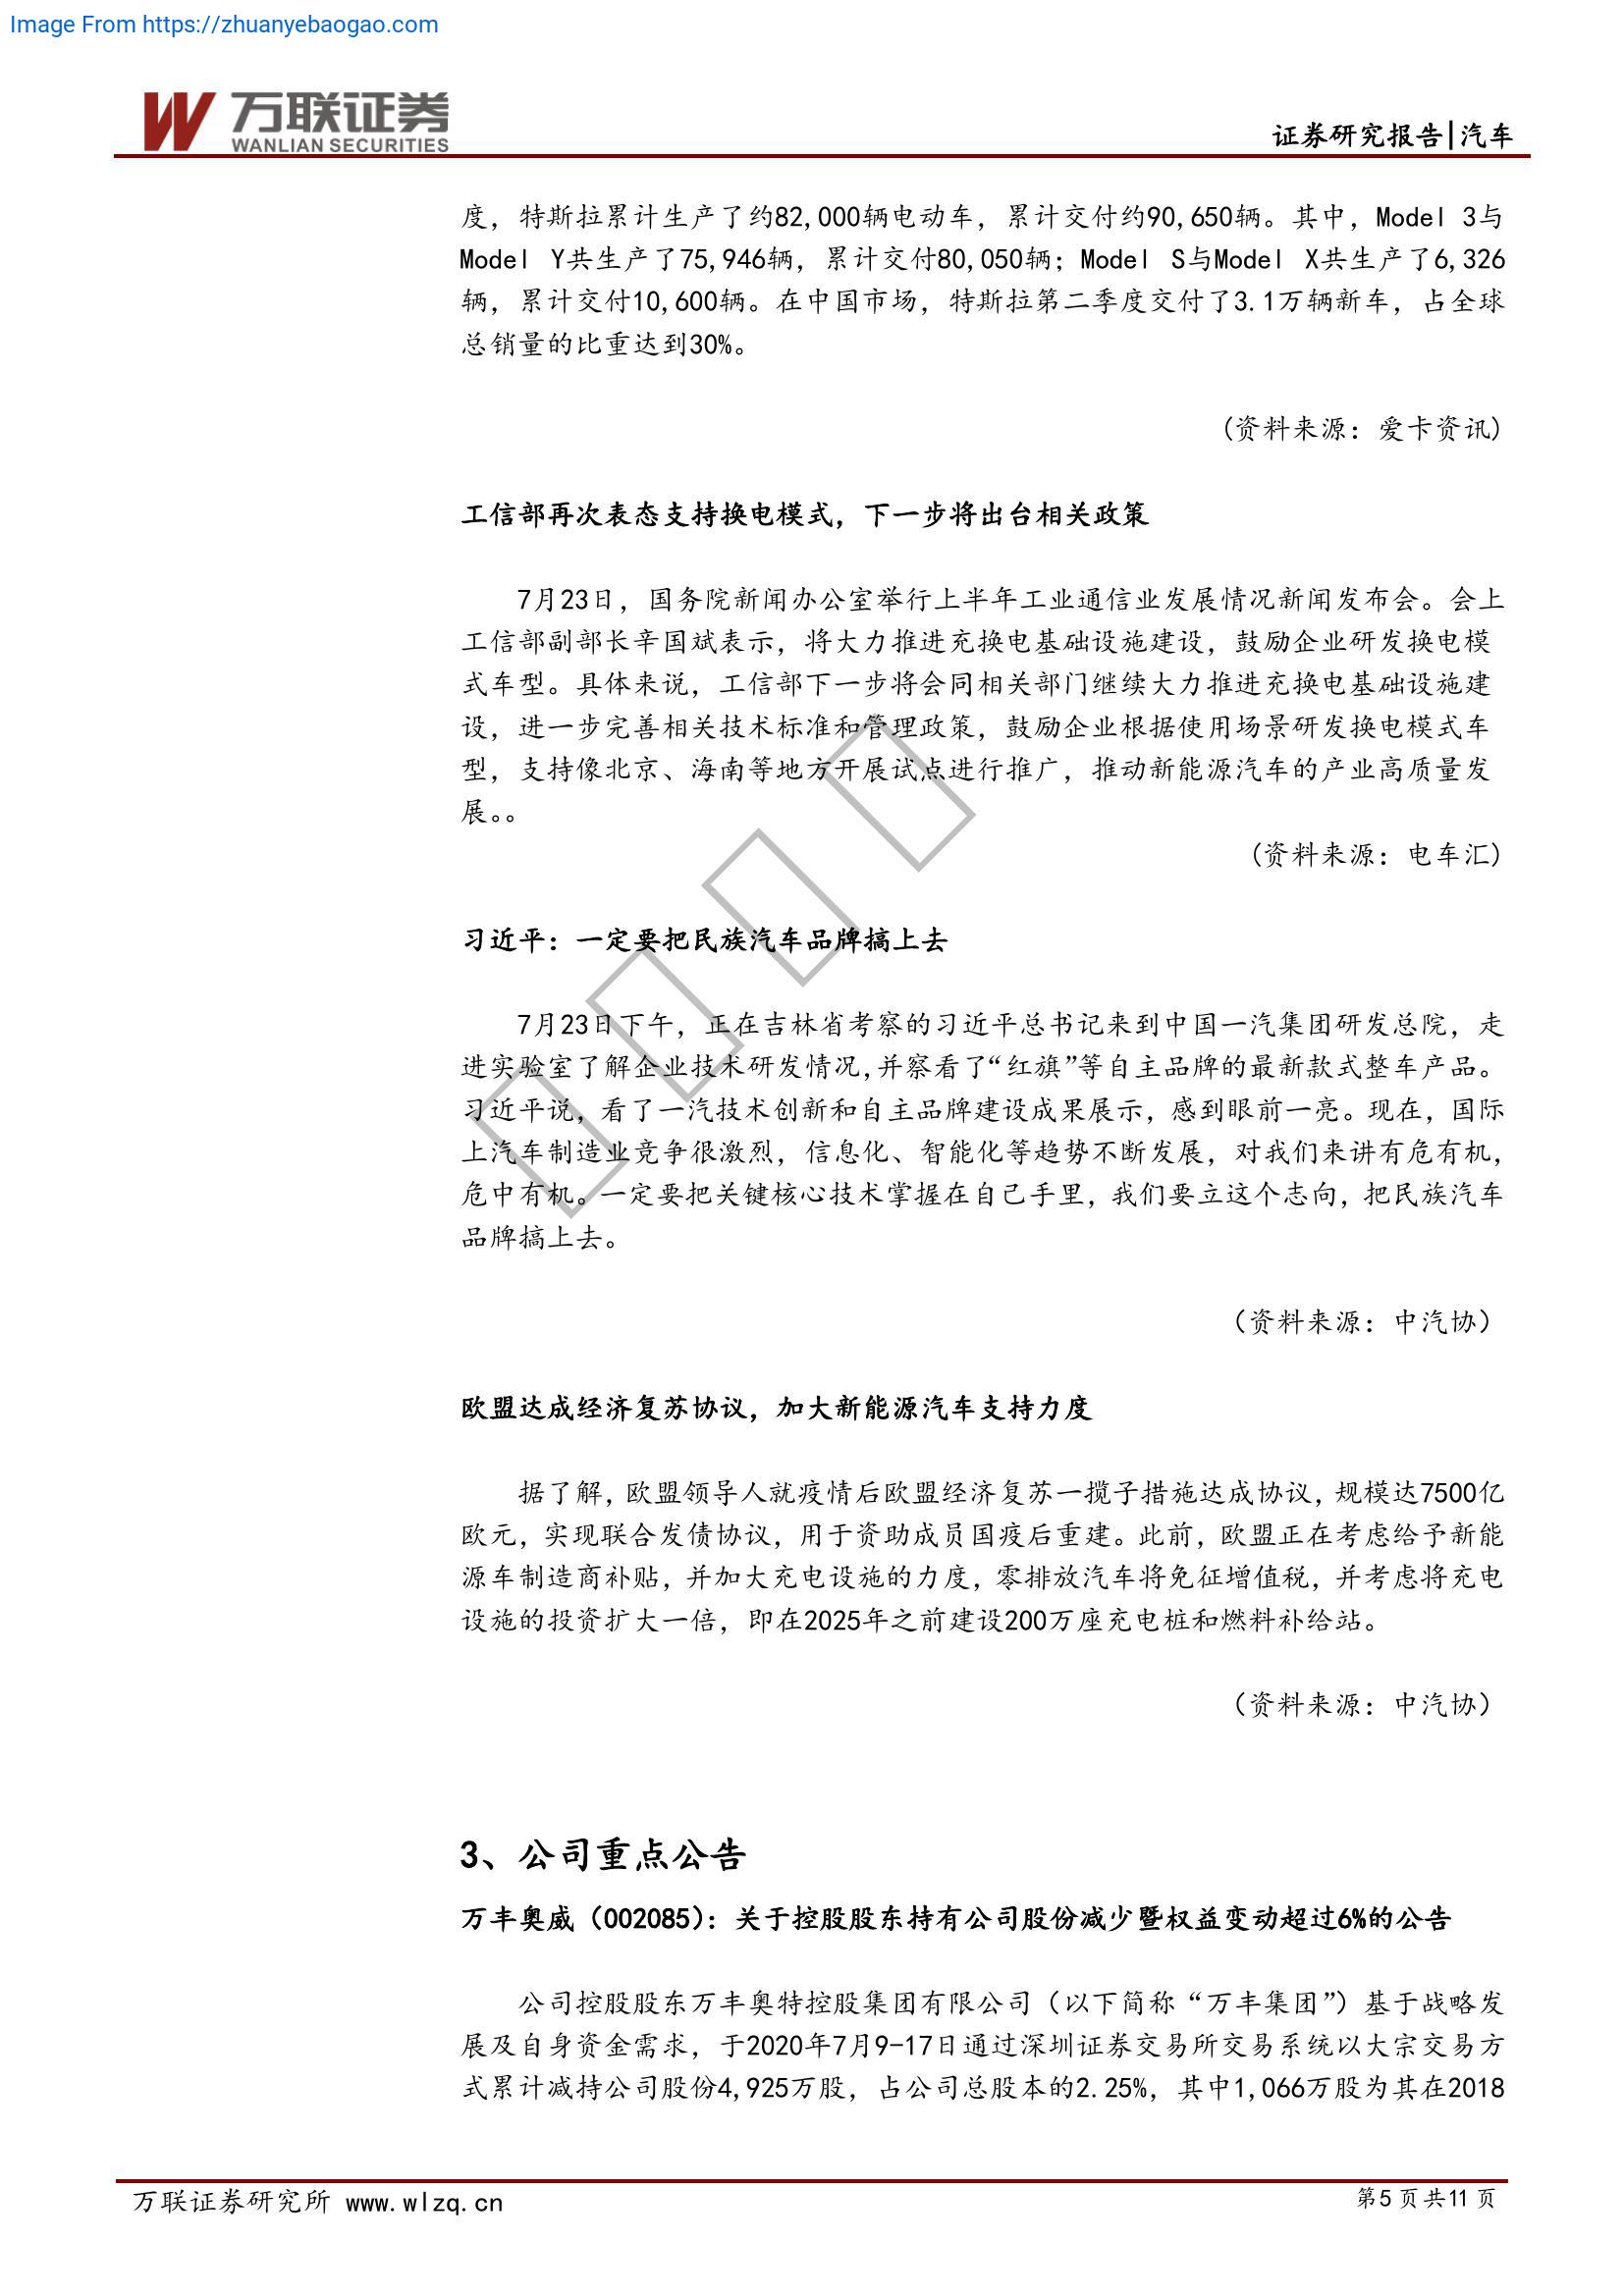 Image From https://zhuanyebaogao.com
万联证券
WANLIAN SECURITIES
证券研究报告|汽车
度，特斯拉累计生产了约82,000辆电动车，累计交付约90,650辆。其中，Model 3与
Model Y共生产了75,946辆，累计交付80,050辆；Model S与Model X共生产了6,326
辆，累计交付10,600辆。在中国市场，特斯拉第二季度交付了3.1万辆新车，占全球
总销量的比重达到30%。
(资料来源：爱卡资讯)
工信部再次表态支持换电模式，下一步将出台相关政策
7月23日，国务院新闻办公室举行上半年工业通信业发展情况新闻发布会。会上
工信部副部长辛国斌表示，将大力推进充换电基础设施建设，鼓励企业研发换电模
式车型。具体来说，工信部下一步将会同相关部门继续大力推进充换电基础设施建
设，进一步完善相关技术标准和管理政策，鼓励企业根据使用场景研发换电模式车
型，支持像北京、海南等地方开展试点进行推广，推动新能源汽车的产业高质量发
展。。
(资料来源：电车汇)
习近平：一定要把民族汽车品牌搞上去
7月23日下午，正在吉林省考察的习近平总书记来到中国一汽集团研发总院，走
进实验室了解企业技术研发情况，并察看了“红旗”等自主品牌的最新款式整车产品。
习近平说，看了一汽技术创新和自主品牌建设成果展示，感到眼前一亮。现在，国际
上汽车制造业竞争很激烈，信息化、智能化等趋势不断发展，对我们来讲有危有机，
危中有机。一定要把关键核心技术掌握在自己手里，我们要立这个志向，把民族汽车
品牌搞上去。
（资料来源：中汽协）
欧盟达成经济复苏协议，加大新能源汽车支持力度
据了解，欧盟领导人就疫情后欧盟经济复苏一揽子措施达成协议，规模达7500亿
欧元，实现联合发债协议，用于资助成员国疫后重建。此前，欧盟正在考虑给予新能
源车制造商补贴，并加大充电设施的力度，零排放汽车将免征增值税，并考虑将充电
设施的投资扩大一倍，即在2025年之前建设200万座充电桩和燃料补给站。
（资料来源：中汽协）
3、公司重点公告
万丰奥威（002085）：关于控股股东持有公司股份减少暨权益变动超过6%的公告
公司控股股东万丰奥特控股集团有限公司（以下简称“万丰集团”）基于战略发
展及自身资金需求，于2020年7月9-17日通过深圳证券交易所交易系统以大宗交易方
式累计减持公司股份4,925万股，占公司总股本的2.25%，其中1,066万股为其在2018
万联证券研究所 www.wlzq.cn
第5页共11页